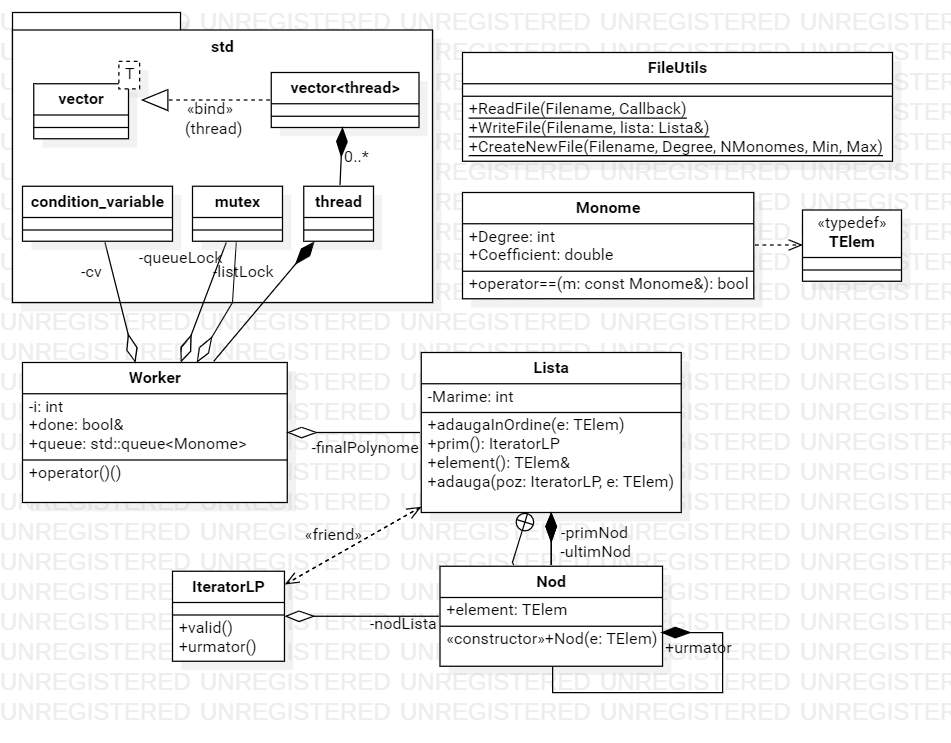 std
T
vector
vector<thread>
«bind»
(thread)
0..*
condition_variable
mutex
thread
-cv
-queueLock
-listLock
FileUtils
+ReadFile(Filename, Callback)
+WriteFile(Filename, lista: Lista&)
+CreateNewFile(Filename, Degree, NMonomes, Min, Max)
Monome
+Degree: int
+Coefficient: double
+operator==(m: const Monome&): bool
«typedef»
TElem
Worker
-i: int
+done: bool&
+queue: std::queue<Monome>
+operator()()
-finalPolynome
Lista
-Marime: int
+adaugaInOrdine(e: TElem)
+prim(): IteratorLP
+element(): TElem&
+adauga(poz: IteratorLP, e: TElem)
«friend»
-primNod
-ultimNod
IteratorLP
+valid()
+urmator()
-nodLista
Nod
+element: TElem
«constructor»+Nod(e: TElem)
+urmator
UNREGISTERED